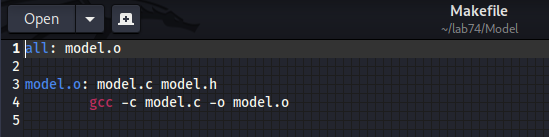 Open
Makefile
~/lab74/Model
1 all: model.o
2
3 model.o: model.c model.h
4 gcc -c model.c -o model.o
5